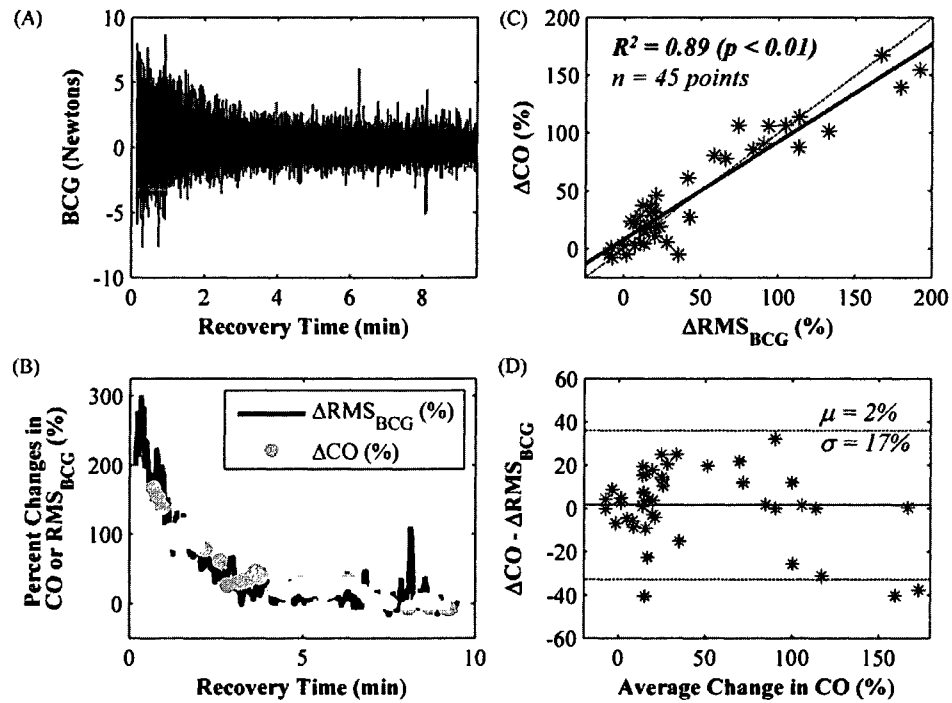 (A)
10
5
0
-5
-10
BCG (Newtons)
0
2
4
6
8
Recovery Time (min)
(C)
200
150
100
50
0
ΔCO (%)
R² = 0.89 (p < 0.01)
n = 45 points
0
50
100
150
200
ΔRMS_BCG (%)
(B)
300
200
100
0
Percent Changes in
CO or RMS_BCG (%)
ΔRMS_BCG (%)
ΔCO (%)
0
5
10
Recovery Time (min)
(D)
60
40
20
0
-20
-40
-60
ΔCO - ΔRMS_BCG
μ = 2%
σ = 17%
0
50
100
150
Average Change in CO (%)